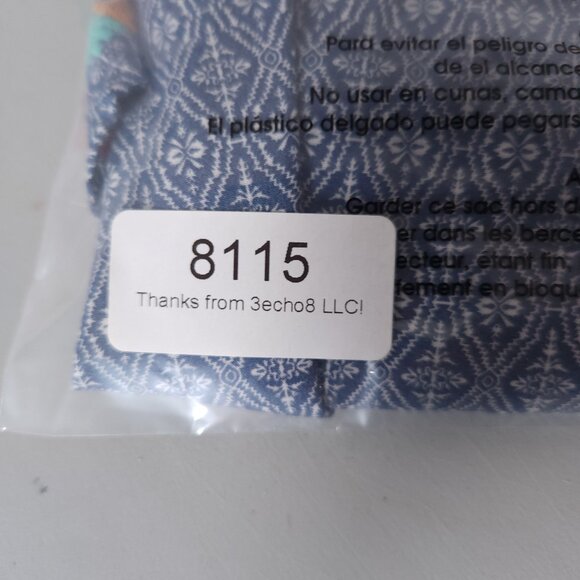 Para evitar el peligro de
de el alcance
No usar en cunas, cama
El plástico delgado puede pegars
Garder ce sac hors d
dans les berce
étant fin,
en bloqu
8115
Thanks from 3echo8 LLC!